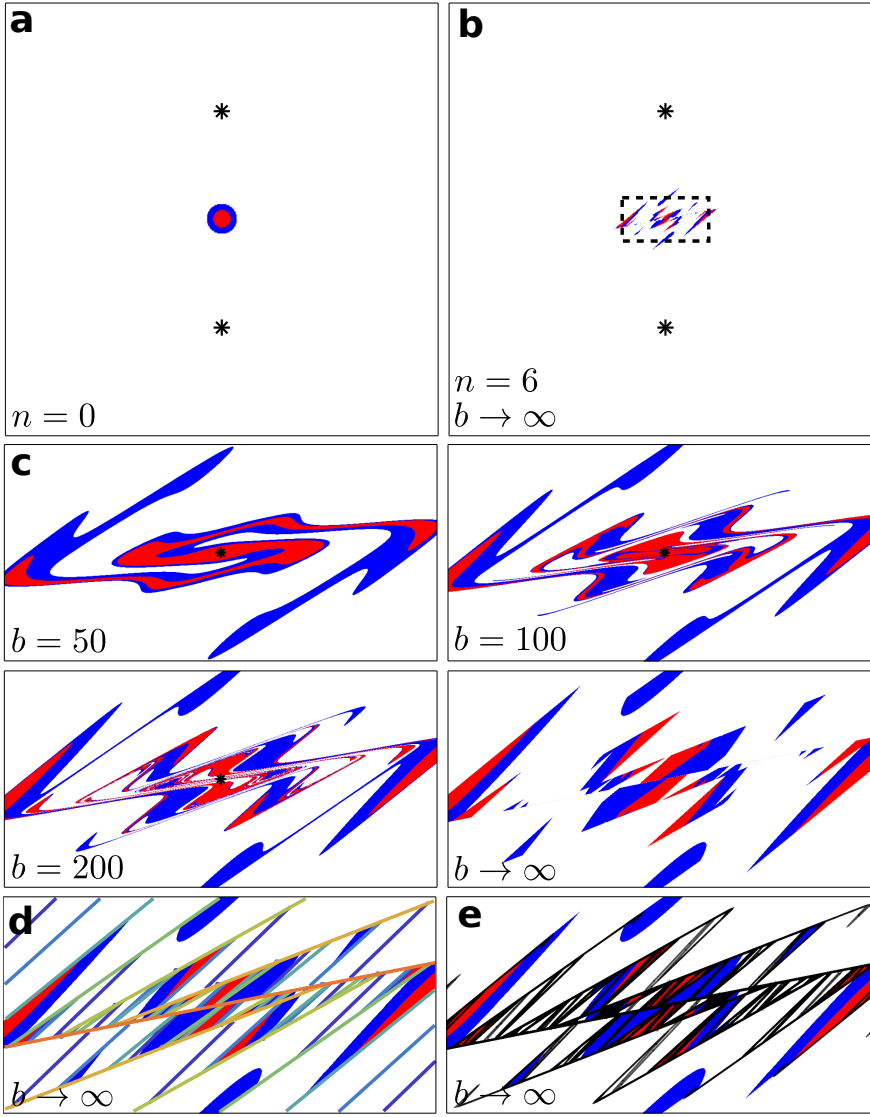 a
b
n = 0
n = 6
b → ∞
c
b = 50
b = 100
b = 200
b → ∞
d
e
b → ∞
b → ∞